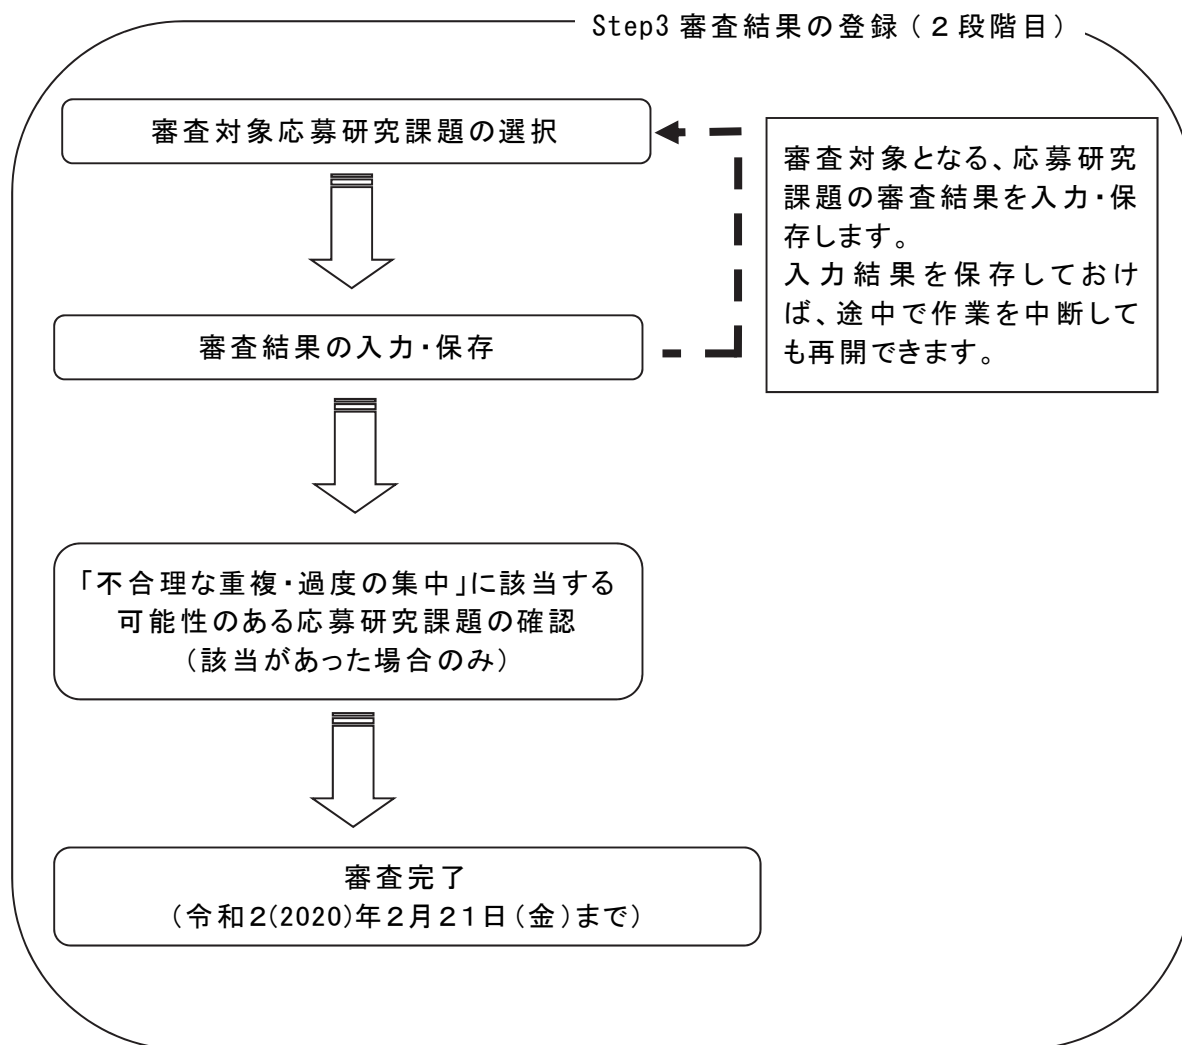 Step3 審査結果の登録（２段階目）
審査対象応募研究課題の選択
審査対象となる、応募研究
課題の審査結果を入力・保
存します。
入力結果を保存しておけ
ば、途中で作業を中断して
も再開できます。
審査結果の入力・保存
「不合理な重複・過度の集中」に該当する
可能性のある応募研究課題の確認
（該当があった場合のみ）
審査完了
（令和２(2020)年２月２１日（金）まで）